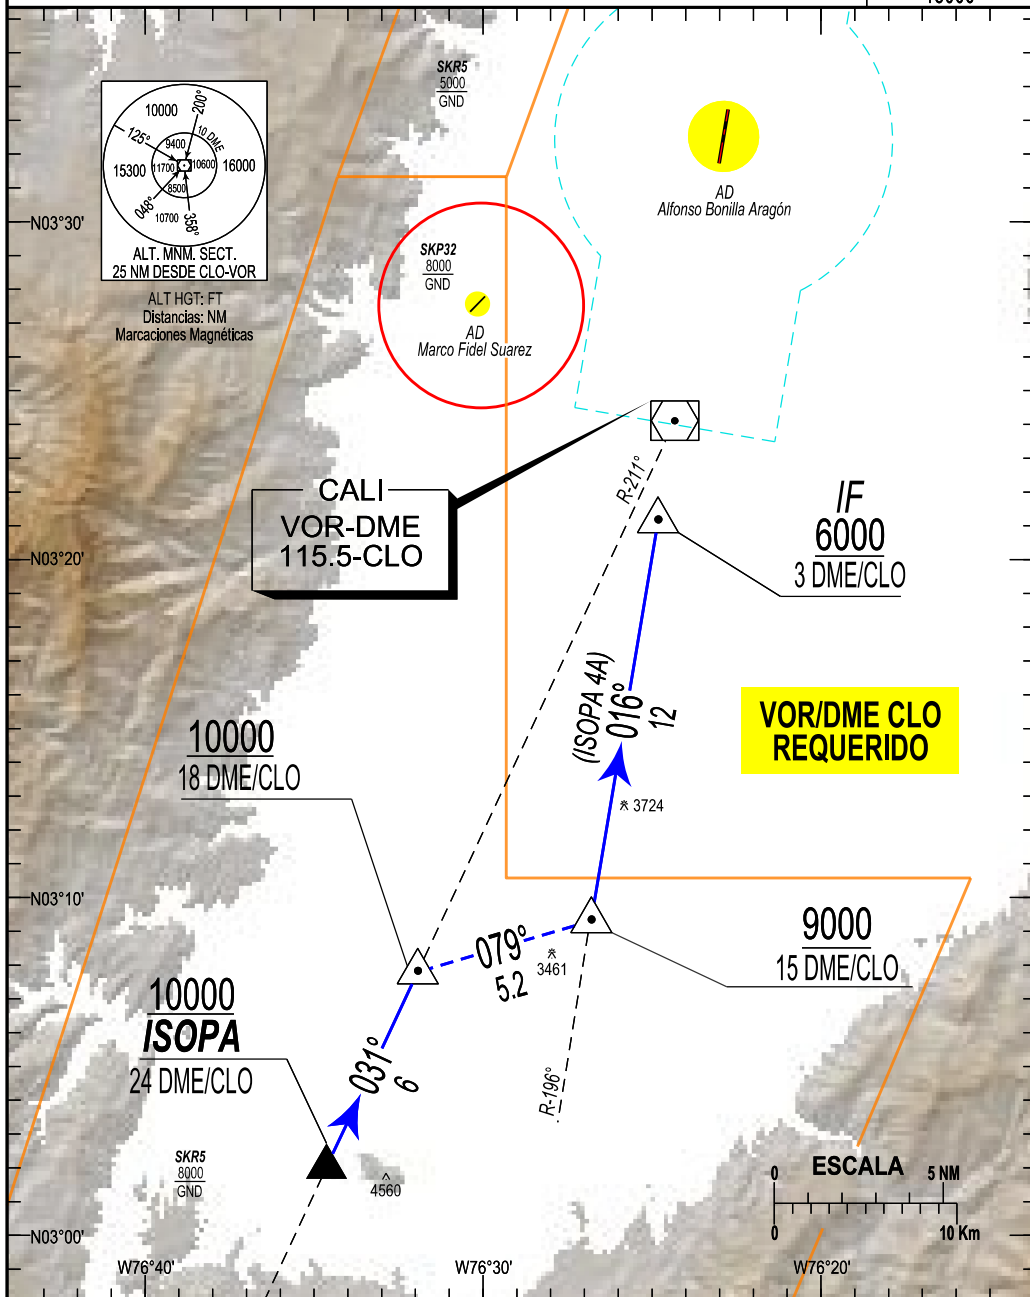 SKR5
5000
GND
10000
200°
125°
10 DME
9400
15300
11700
10600
16000
8500
048°
10700
358°
ALT. MNM. SECT.
25 NM DESDE CLO-VOR
ALT HGT: FT
Distancias: NM
Marcaciones Magnéticas
AD
Alfonso Bonilla Aragón
N03°30'
SKP32
8000
GND
AD
Marco Fidel Suarez
CALI
VOR-DME
115.5-CLO
R-211°
IF
6000
3 DME/CLO
N03°20'
(ISOPA 4A)
016°
12
VOR/DME CLO
REQUERIDO
10000
18 DME/CLO
3724
N03°10'
9000
15 DME/CLO
079°
5.2
3461
10000
ISOPA
24 DME/CLO
031°
6
R-196°
SKR5
8000
GND
4560
ESCALA
0
5 NM
0
10 Km
N03°00'
W76°40'
W76°30'
W76°20'